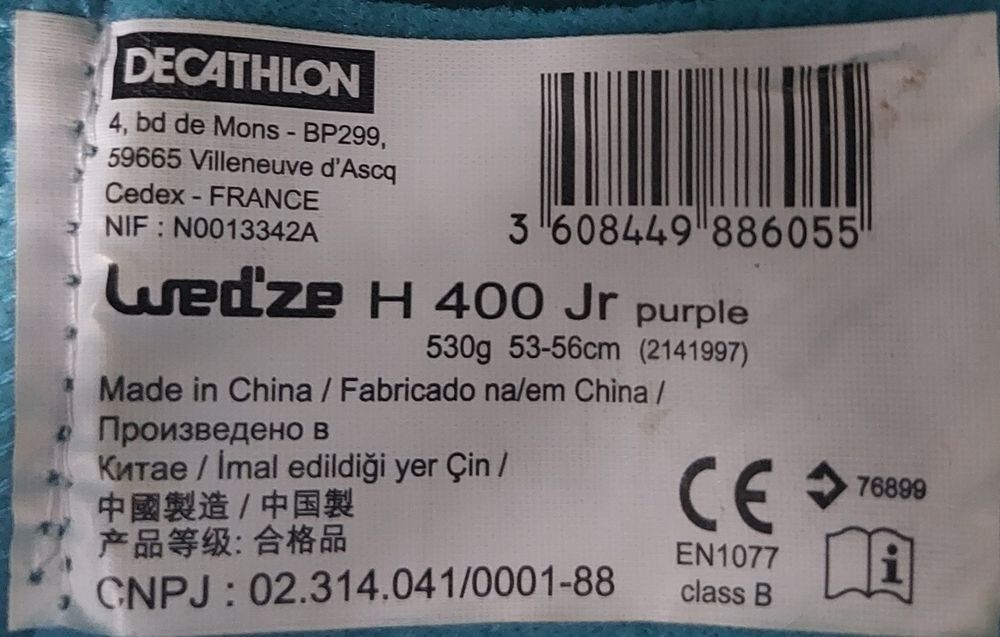 DECATHLON
4, bd de Mons - BP299,
59665 Villeneuve d'Ascq
Cedex - FRANCE
NIF : N0013342A
3 608449 886055
wed'ze H 400 Jr purple
530g 53-56cm (2141997)
Made in China / Fabricado na/em China /
Произведено в
Китае / İmal edildiği yer Çin /
中國製造 / 中国製
产品等级: 合格品
CNPJ : 02.314.041/0001-88
CE 76899
EN1077
class B
i